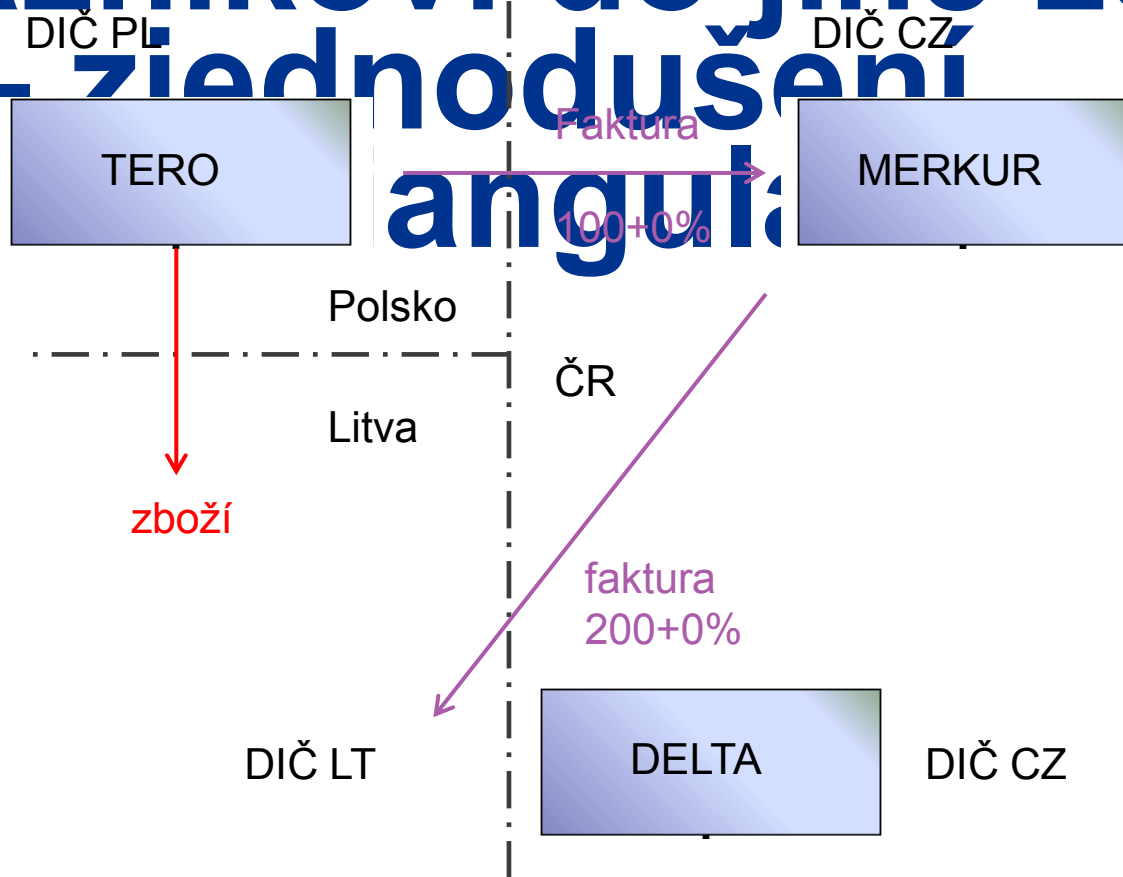 DIČ PL
DIČ CZ
- zjednodušení
Faktura
TERO
MERKUR
100+0%
Polsko
ČR
Litva
zboží
faktura
200+0%
DIČ LT
DELTA
DIČ CZ